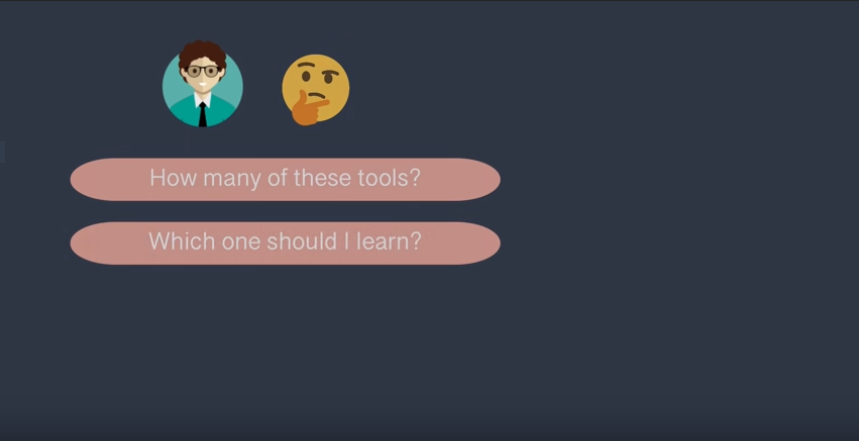 How many of these tools?
Which one should I learn?